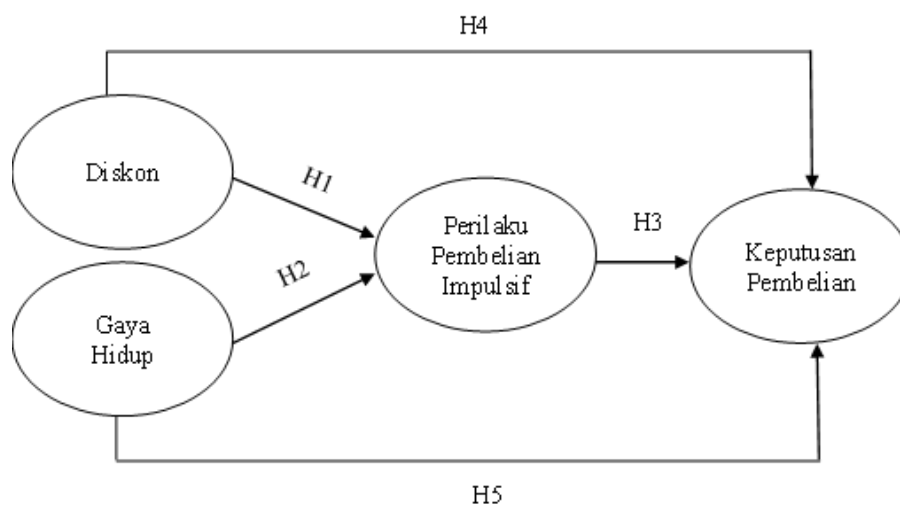 H4
Diskon
H1
Perilaku
Pembelian
Impulsif
H3
Keputusan
Pembelian
H2
Gaya
Hidup
H5